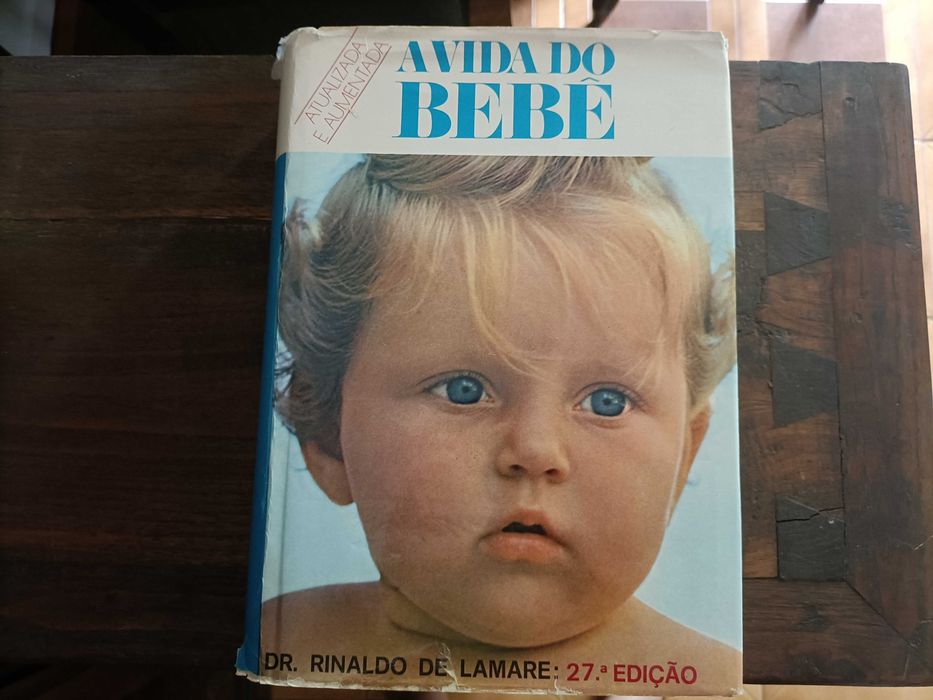 ATUALIZADA
E AUMENTADA
A VIDA DO
BEBÊ
DR. RINALDO DE LAMARE: 27.ª EDIÇÃO